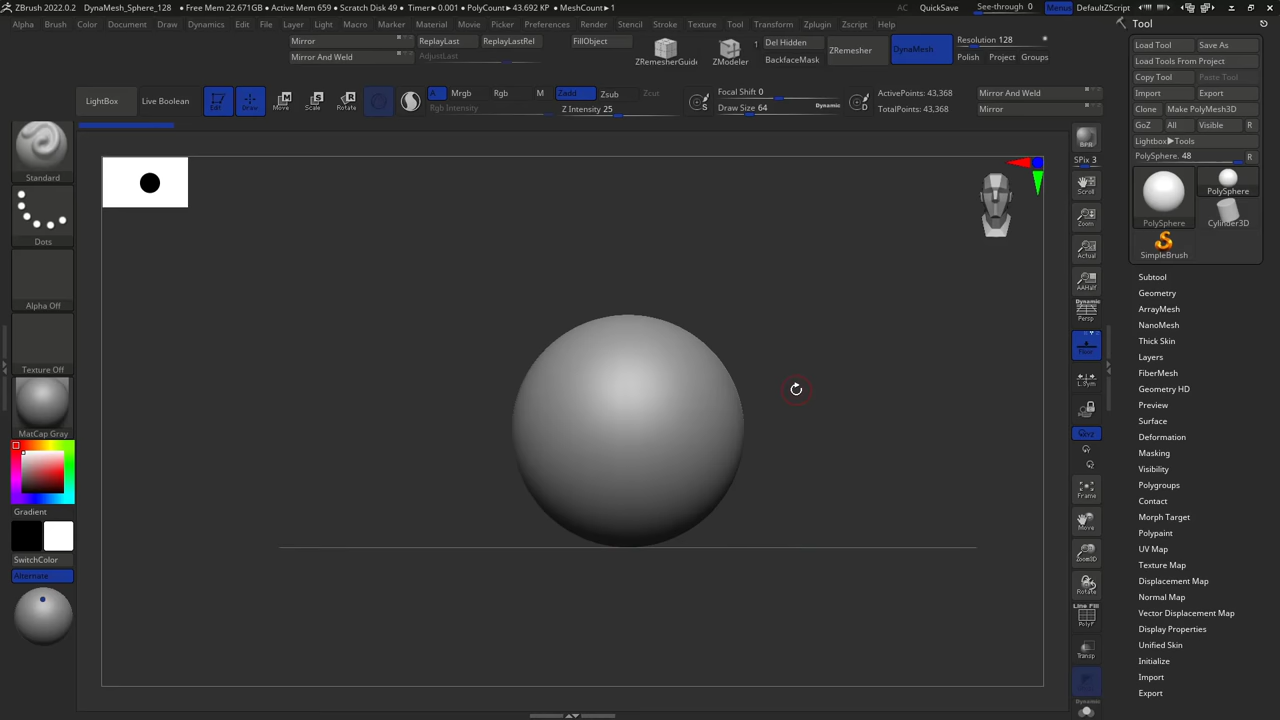 ZBrush 2022.0.2 DynaMesh_Sphere_128 • Free Mem 22.671GB • Active Mem 659 • Scratch Disk 49 • Timer▶0.001 • PolyCount▶43.692 KP • MeshCount▶1 AC QuickSave See-through 0 Menus DefaultZScript
Alpha Brush Color Document Draw Dynamics Edit File Layer Light Macro Marker Material Movie Picker Preferences Render Stencil Stroke Texture Tool Transform Zplugin Zscript Help
Tool
Mirror ReplayLast ReplayLastRel FillObject 1 Del Hidden Resolution 128
Mirror And Weld AdjustLast ZRemesherGuide ZModeler BackfaceMask ZRemesher DynaMesh Polish Project Groups
Load Tool Save As
Load Tools From Project
Copy Tool Paste Tool
Import Export
Clone Make PolyMesh3D
GoZ All Visible R
Lightbox▶Tools
PolySphere. 48 R
PolySphere
PolySphere
Cylinder3D
SimpleBrush
LightBox Live Boolean Edit Draw Move Scale Rotate
A Mrgb Rgb M Zadd Zsub Zcut Focal Shift 0
Rgb Intensity Z Intensity 25 Draw Size 64 Dynamic
S D
ActivePoints: 43,368 Mirror And Weld
TotalPoints: 43,368 Mirror
Standard
Dots
Alpha Off
Texture Off
MatCap Gray
Gradient
SwitchColor
Alternate
BPR
SPix 3
Scroll
Zoom
Actual
AAHalf
Dynamic
Persp
Floor
L.Sym
XYZ
Frame
Move
Zoom3D
Rotate
Line Fill
PolyF
Transp
Dynamic
Subtool
Geometry
ArrayMesh
NanoMesh
Thick Skin
Layers
FiberMesh
Geometry HD
Preview
Surface
Deformation
Masking
Visibility
Polygroups
Contact
Morph Target
Polypaint
UV Map
Texture Map
Displacement Map
Normal Map
Vector Displacement Map
Display Properties
Unified Skin
Initialize
Import
Export